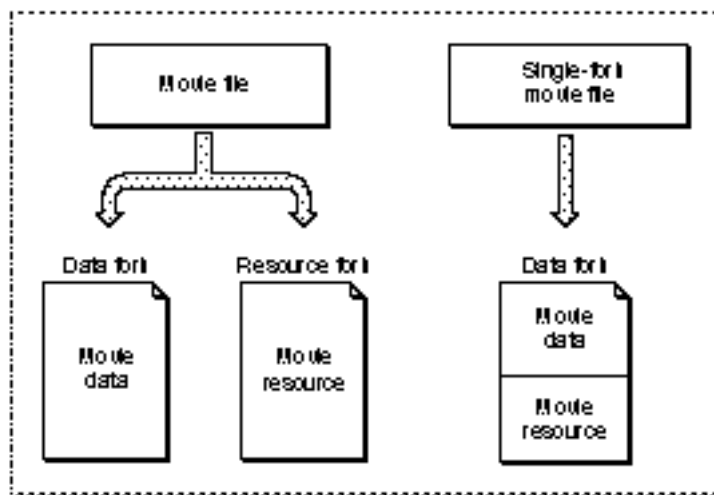 Movie file
Single-fork
movie file
Data fork
Resource fork
Data fork
Movie
data
Movie
resource
Movie
data
Movie
resource